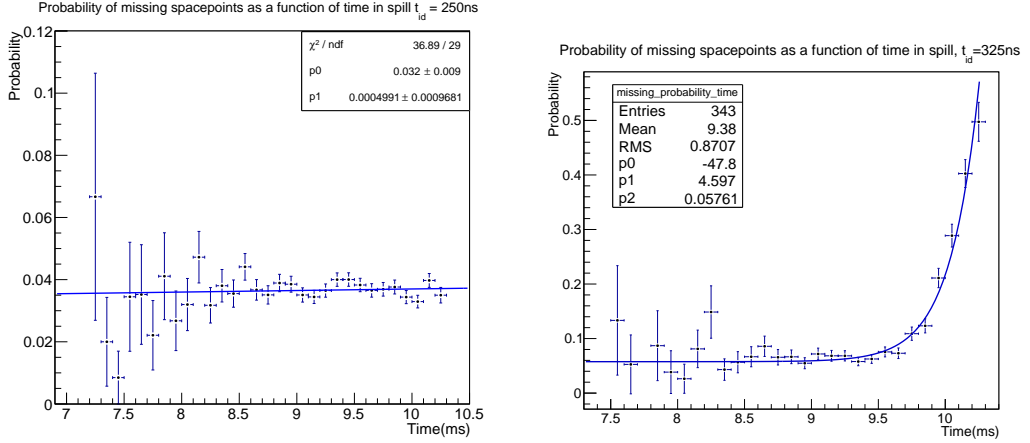 Probability of missing spacepoints as a function of time in spill t_id = 250ns
Probability
0.12
0.1
0.08
0.06
0.04
0.02
0
χ² / ndf 36.89 / 29
p0 0.032 ± 0.009
p1 0.0004991 ± 0.0009681
7 7.5 8 8.5 9 9.5 10 10.5
Time(ms)
Probability of missing spacepoints as a function of time in spill, t_id=325ns
Probability
0.5
0.4
0.3
0.2
0.1
0
missing_probability_time
Entries 343
Mean 9.38
RMS 0.8707
p0 -47.8
p1 4.597
p2 0.05761
7.5 8 8.5 9 9.5 10
Time(ms)